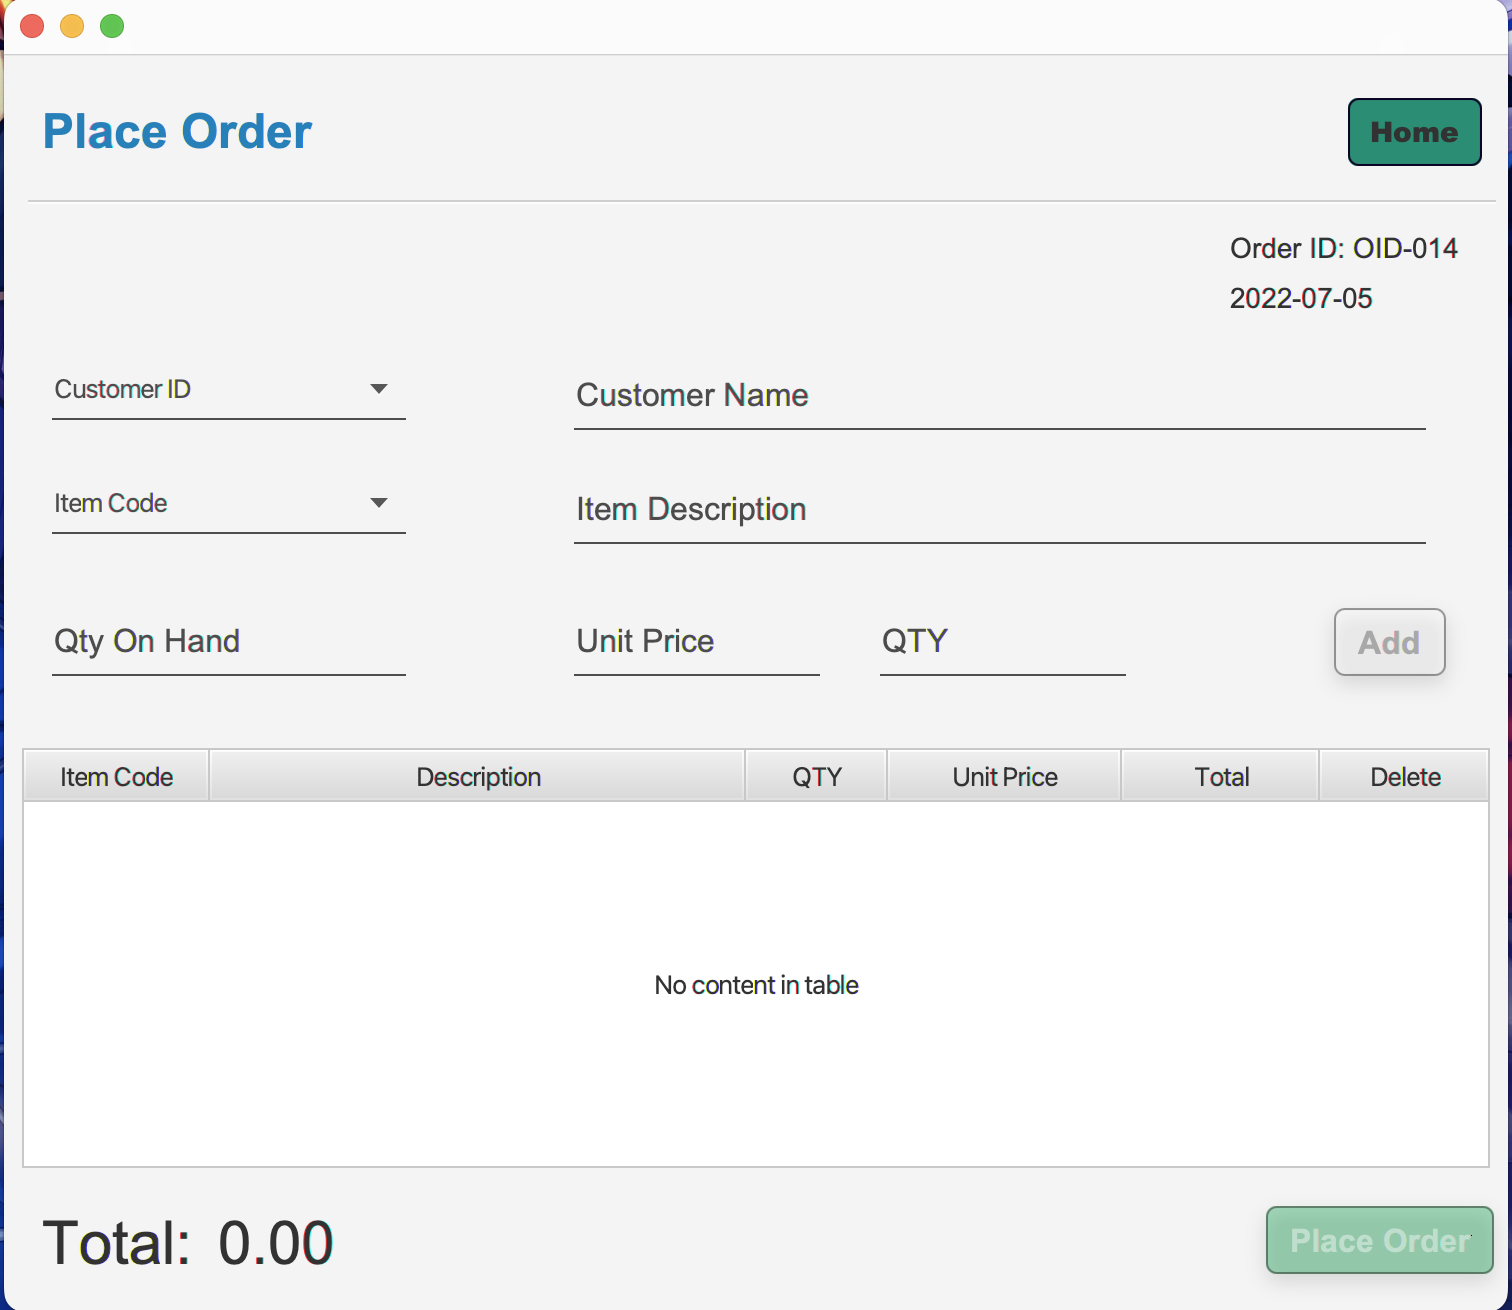 Place Order
Home
Order ID: OID-014
2022-07-05
Customer ID
Customer Name
Item Code
Item Description
Qty On Hand
Unit Price
QTY
Add
Item Code Description QTY Unit Price Total Delete
No content in table
Total: 0.00
Place Order